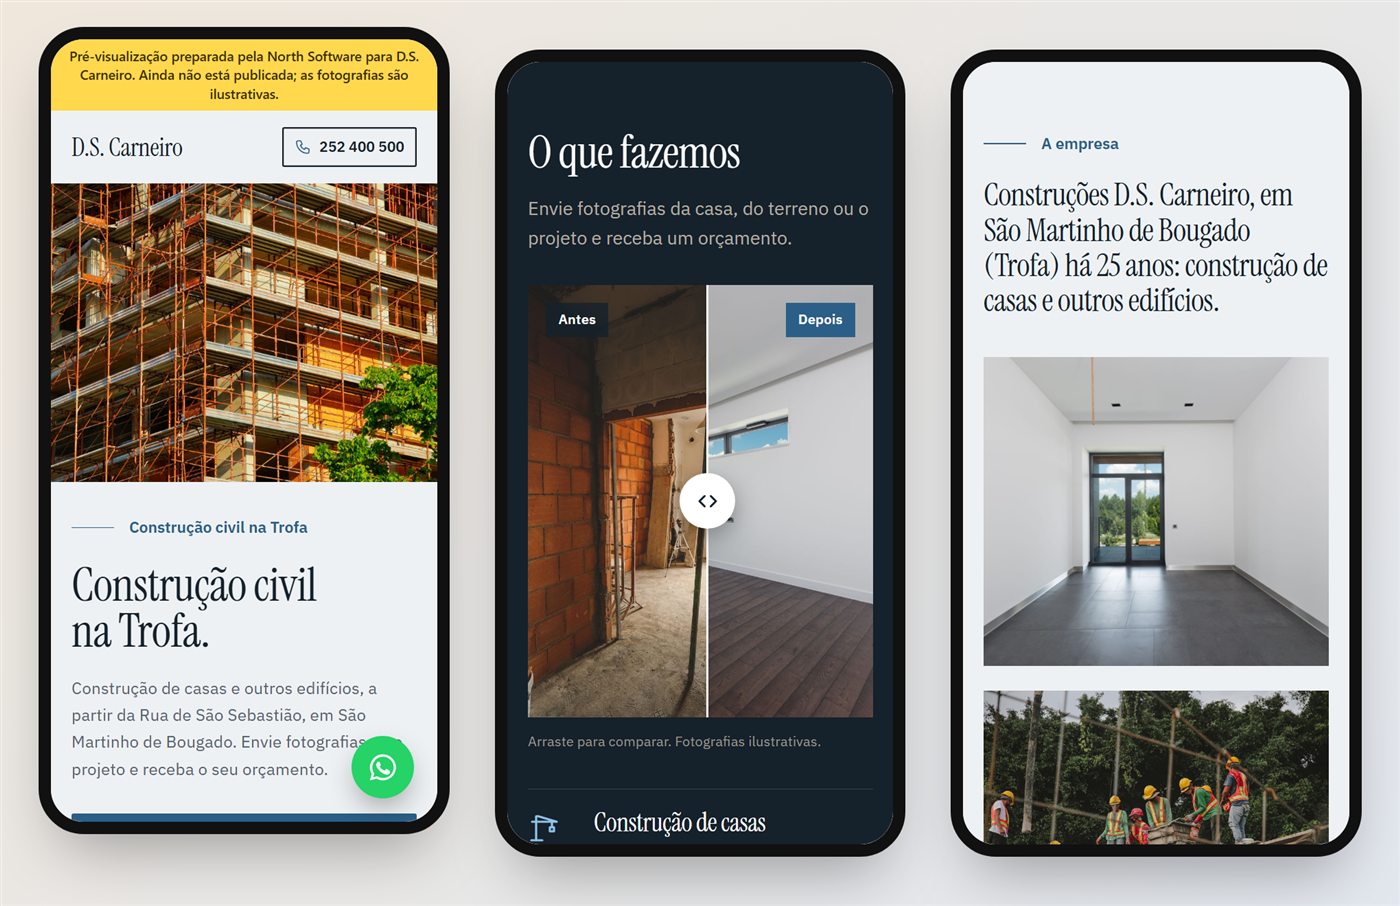 Pré-visualização preparada pela North Software para D.S.
Carneiro. Ainda não está publicada; as fotografias são
ilustrativas.
D.S. Carneiro
252 400 500
Construção civil na Trofa
Construção civil
na Trofa.
Construção de casas e outros edifícios, a
partir da Rua de São Sebastião, em São
Martinho de Bougado. Envie fotografias
projeto e receba o seu orçamento.
O que fazemos
Envie fotografias da casa, do terreno ou o
projeto e receba um orçamento.
Antes
Depois
Arraste para comparar. Fotografias ilustrativas.
Construção de casas
A empresa
Construções D.S. Carneiro, em
São Martinho de Bougado
(Trofa) há 25 anos: construção de
casas e outros edifícios.